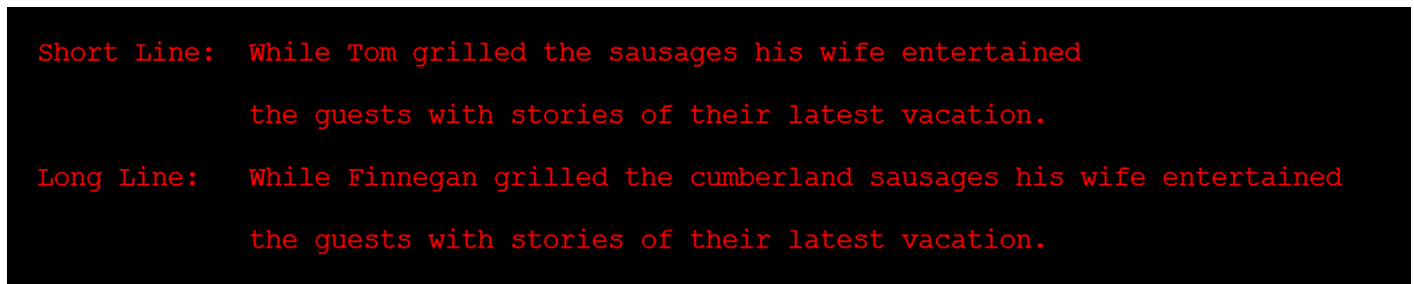 Short Line: While Tom grilled the sausages his wife entertained
the guests with stories of their latest vacation.
Long Line: While Finnegan grilled the cumberland sausages his wife entertained
the guests with stories of their latest vacation.